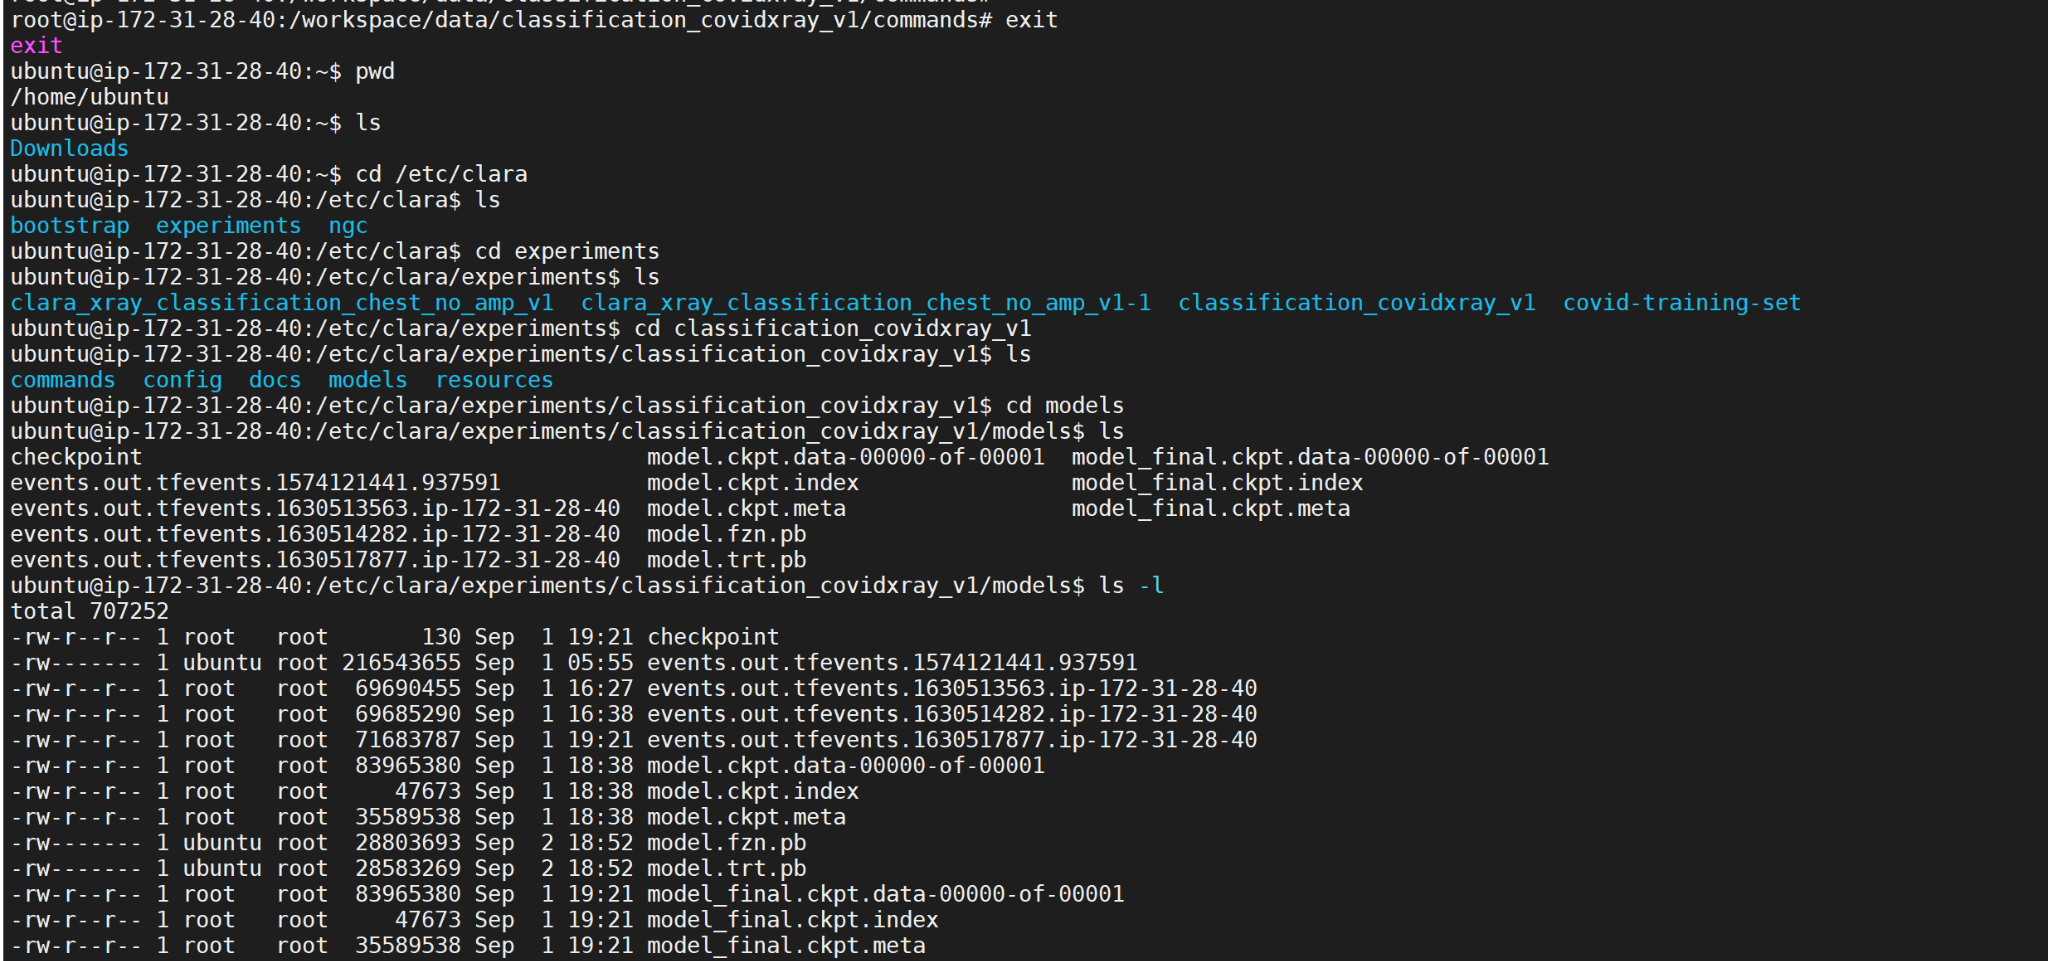 root@ip-172-31-28-40:/workspace/data/classification_covidxray_v1/commands#
root@ip-172-31-28-40:/workspace/data/classification_covidxray_v1/commands# exit
exit
ubuntu@ip-172-31-28-40:~$ pwd
/home/ubuntu
ubuntu@ip-172-31-28-40:~$ ls
Downloads
ubuntu@ip-172-31-28-40:~$ cd /etc/clara
ubuntu@ip-172-31-28-40:/etc/clara$ ls
bootstrap  experiments  ngc
ubuntu@ip-172-31-28-40:/etc/clara$ cd experiments
ubuntu@ip-172-31-28-40:/etc/clara/experiments$ ls
clara_xray_classification_chest_no_amp_v1  clara_xray_classification_chest_no_amp_v1-1  classification_covidxray_v1  covid-training-set
ubuntu@ip-172-31-28-40:/etc/clara/experiments$ cd classification_covidxray_v1
ubuntu@ip-172-31-28-40:/etc/clara/experiments/classification_covidxray_v1$ ls
commands  config  docs  models  resources
ubuntu@ip-172-31-28-40:/etc/clara/experiments/classification_covidxray_v1$ cd models
ubuntu@ip-172-31-28-40:/etc/clara/experiments/classification_covidxray_v1/models$ ls
checkpoint                                      model.ckpt.data-00000-of-00001  model_final.ckpt.data-00000-of-00001
events.out.tfevents.1574121441.937591           model.ckpt.index                model_final.ckpt.index
events.out.tfevents.1630513563.ip-172-31-28-40  model.ckpt.meta                 model_final.ckpt.meta
events.out.tfevents.1630514282.ip-172-31-28-40  model.fzn.pb
events.out.tfevents.1630517877.ip-172-31-28-40  model.trt.pb
ubuntu@ip-172-31-28-40:/etc/clara/experiments/classification_covidxray_v1/models$ ls -l
total 707252
-rw-r--r-- 1 root   root       130 Sep  1 19:21 checkpoint
-rw------- 1 ubuntu root 216543655 Sep  1 05:55 events.out.tfevents.1574121441.937591
-rw-r--r-- 1 root   root  69690455 Sep  1 16:27 events.out.tfevents.1630513563.ip-172-31-28-40
-rw-r--r-- 1 root   root  69685290 Sep  1 16:38 events.out.tfevents.1630514282.ip-172-31-28-40
-rw-r--r-- 1 root   root  71683787 Sep  1 19:21 events.out.tfevents.1630517877.ip-172-31-28-40
-rw-r--r-- 1 root   root  83965380 Sep  1 18:38 model.ckpt.data-00000-of-00001
-rw-r--r-- 1 root   root     47673 Sep  1 18:38 model.ckpt.index
-rw-r--r-- 1 root   root  35589538 Sep  1 18:38 model.ckpt.meta
-rw------- 1 ubuntu root  28803693 Sep  2 18:52 model.fzn.pb
-rw------- 1 ubuntu root  28583269 Sep  2 18:52 model.trt.pb
-rw-r--r-- 1 root   root  83965380 Sep  1 19:21 model_final.ckpt.data-00000-of-00001
-rw-r--r-- 1 root   root     47673 Sep  1 19:21 model_final.ckpt.index
-rw-r--r-- 1 root   root  35589538 Sep  1 19:21 model_final.ckpt.meta